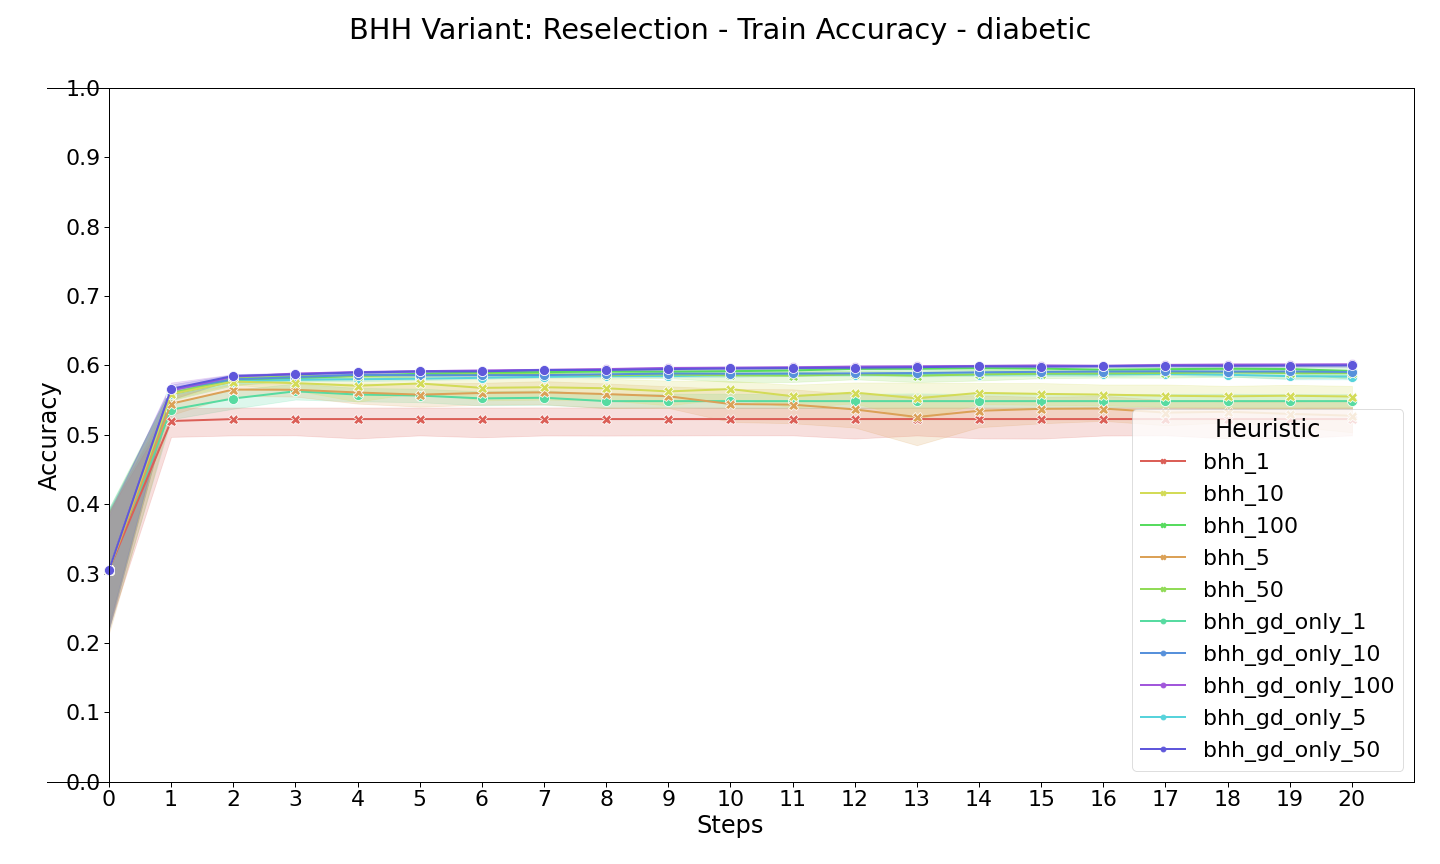 BHH Variant: Reselection - Train Accuracy - diabetic
1.0
0.9
0.8
0.7
0.6
0.5
0.4
0.3
0.2
0.1
0.0
Accuracy
Heuristic
bhh_1
bhh_10
bhh_100
bhh_5
bhh_50
bhh_gd_only_1
bhh_gd_only_10
bhh_gd_only_100
bhh_gd_only_5
bhh_gd_only_50
0 1 2 3 4 5 6 7 8 9 10 11 12 13 14 15 16 17 18 19 20
Steps